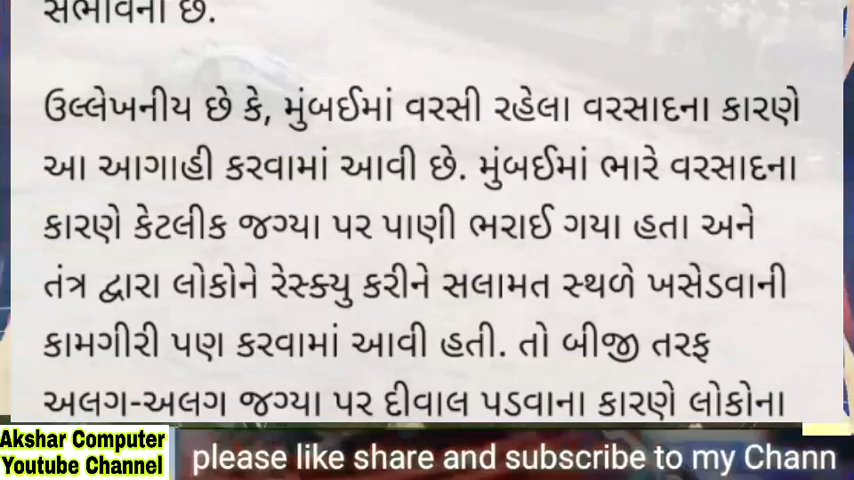 સંભાવના છે.
ઉલ્લેખનીય છે કે, મુંબઈમાં વરસી રહેલા વરસાદના કારણે
આ આગાહી કરવામાં આવી છે. મુંબઈમાં ભારે વરસાદના
કારણે કેટલીક જગ્યા પર પાણી ભરાઈ ગયા હતા અને
તંત્ર દ્વારા લોકોને રેસ્ક્યુ કરીને સલામત સ્થળે ખસેડવાની
કામગીરી પણ કરવામાં આવી હતી. તો બીજી તરફ
અલગ-અલગ જગ્યા પર દીવાલ પડવાના કારણે લોકોના
Akshar Computer
Youtube Channel
please like share and subscribe to my Chann